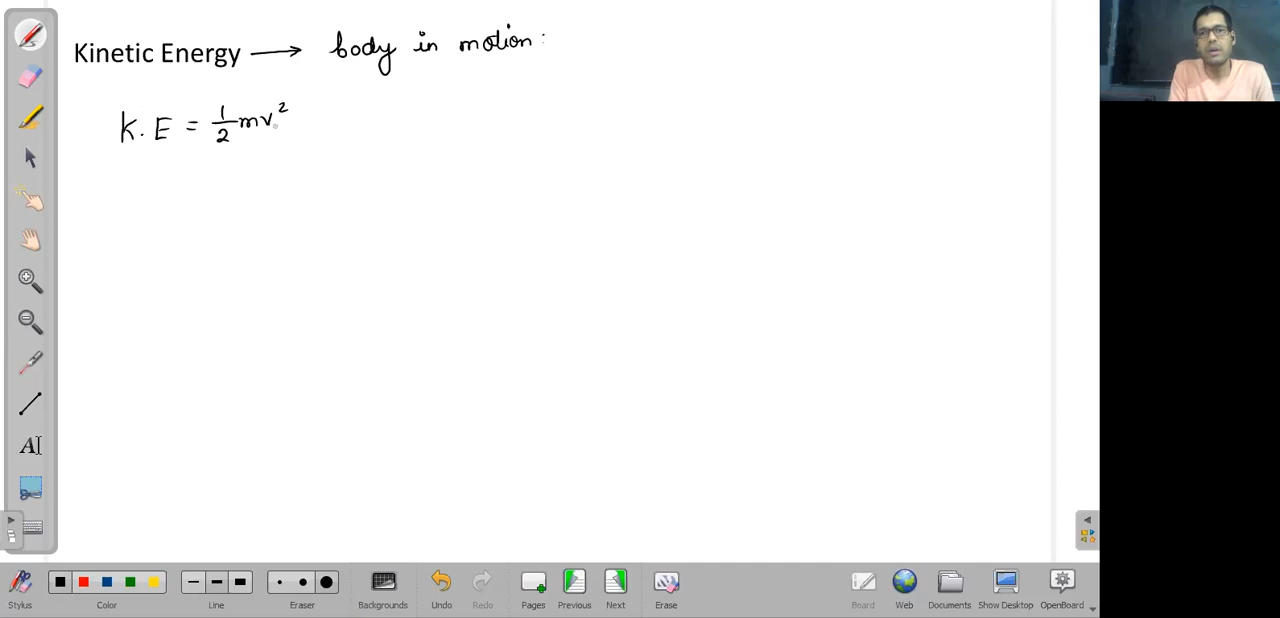 Kinetic Energy → body in motion:
K.E = 1/2 mv²
A
Stylus Color Line Eraser Backgrounds Undo Redo Pages Previous Next Erase Board Web Documents Show Desktop OpenBoard